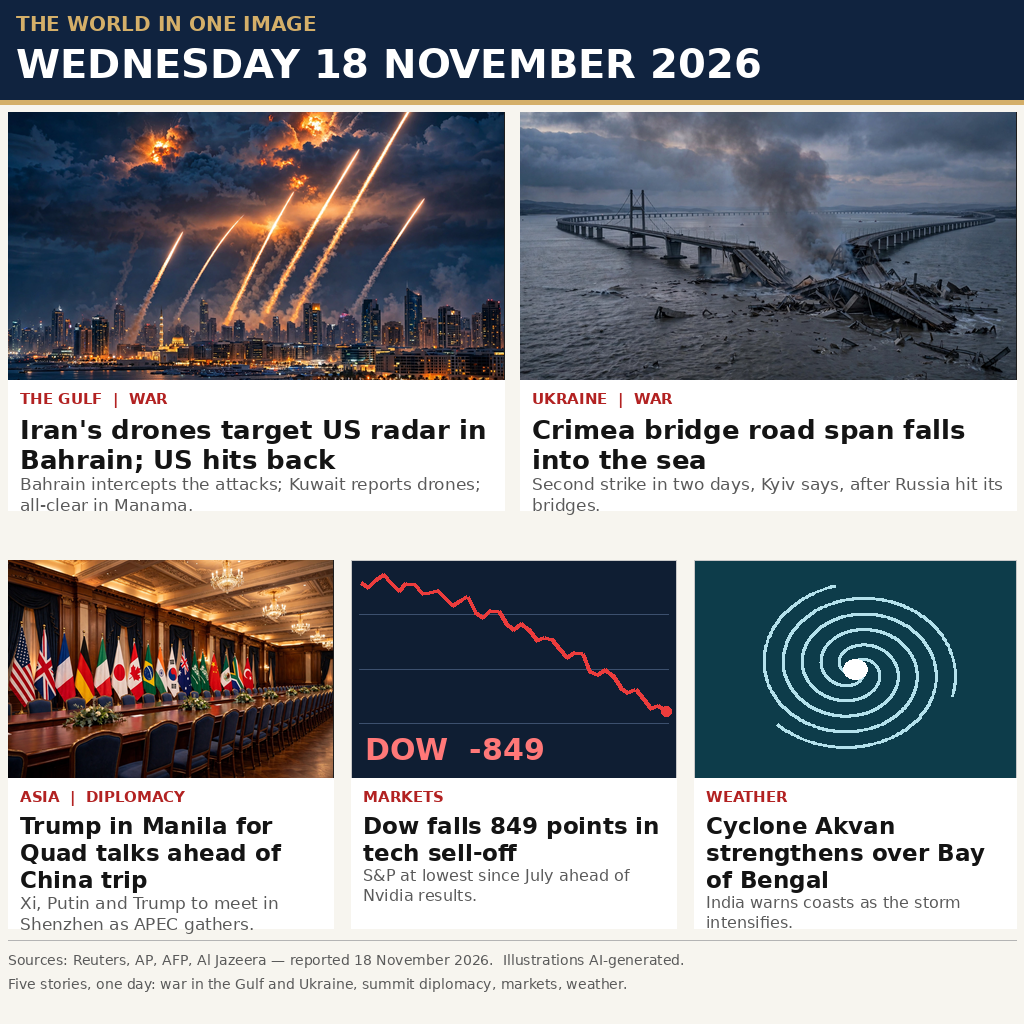 THE WORLD IN ONE IMAGE
WEDNESDAY 18 NOVEMBER 2026
THE GULF | WAR
Iran's drones target US radar in
Bahrain; US hits back
Bahrain intercepts the attacks; Kuwait reports drones;
all-clear in Manama.
UKRAINE | WAR
Crimea bridge road span falls
into the sea
Second strike in two days, Kyiv says, after Russia hit its
bridges.
ASIA | DIPLOMACY
Trump in Manila for
Quad talks ahead of
China trip
Xi, Putin and Trump to meet in
Shenzhen as APEC gathers.
DOW -849
MARKETS
Dow falls 849 points in
tech sell-off
S&P at lowest since July ahead of
Nvidia results.
WEATHER
Cyclone Akvan
strengthens over Bay
of Bengal
India warns coasts as the storm
intensifies.
Sources: Reuters, AP, AFP, Al Jazeera — reported 18 November 2026. Illustrations AI-generated.
Five stories, one day: war in the Gulf and Ukraine, summit diplomacy, markets, weather.